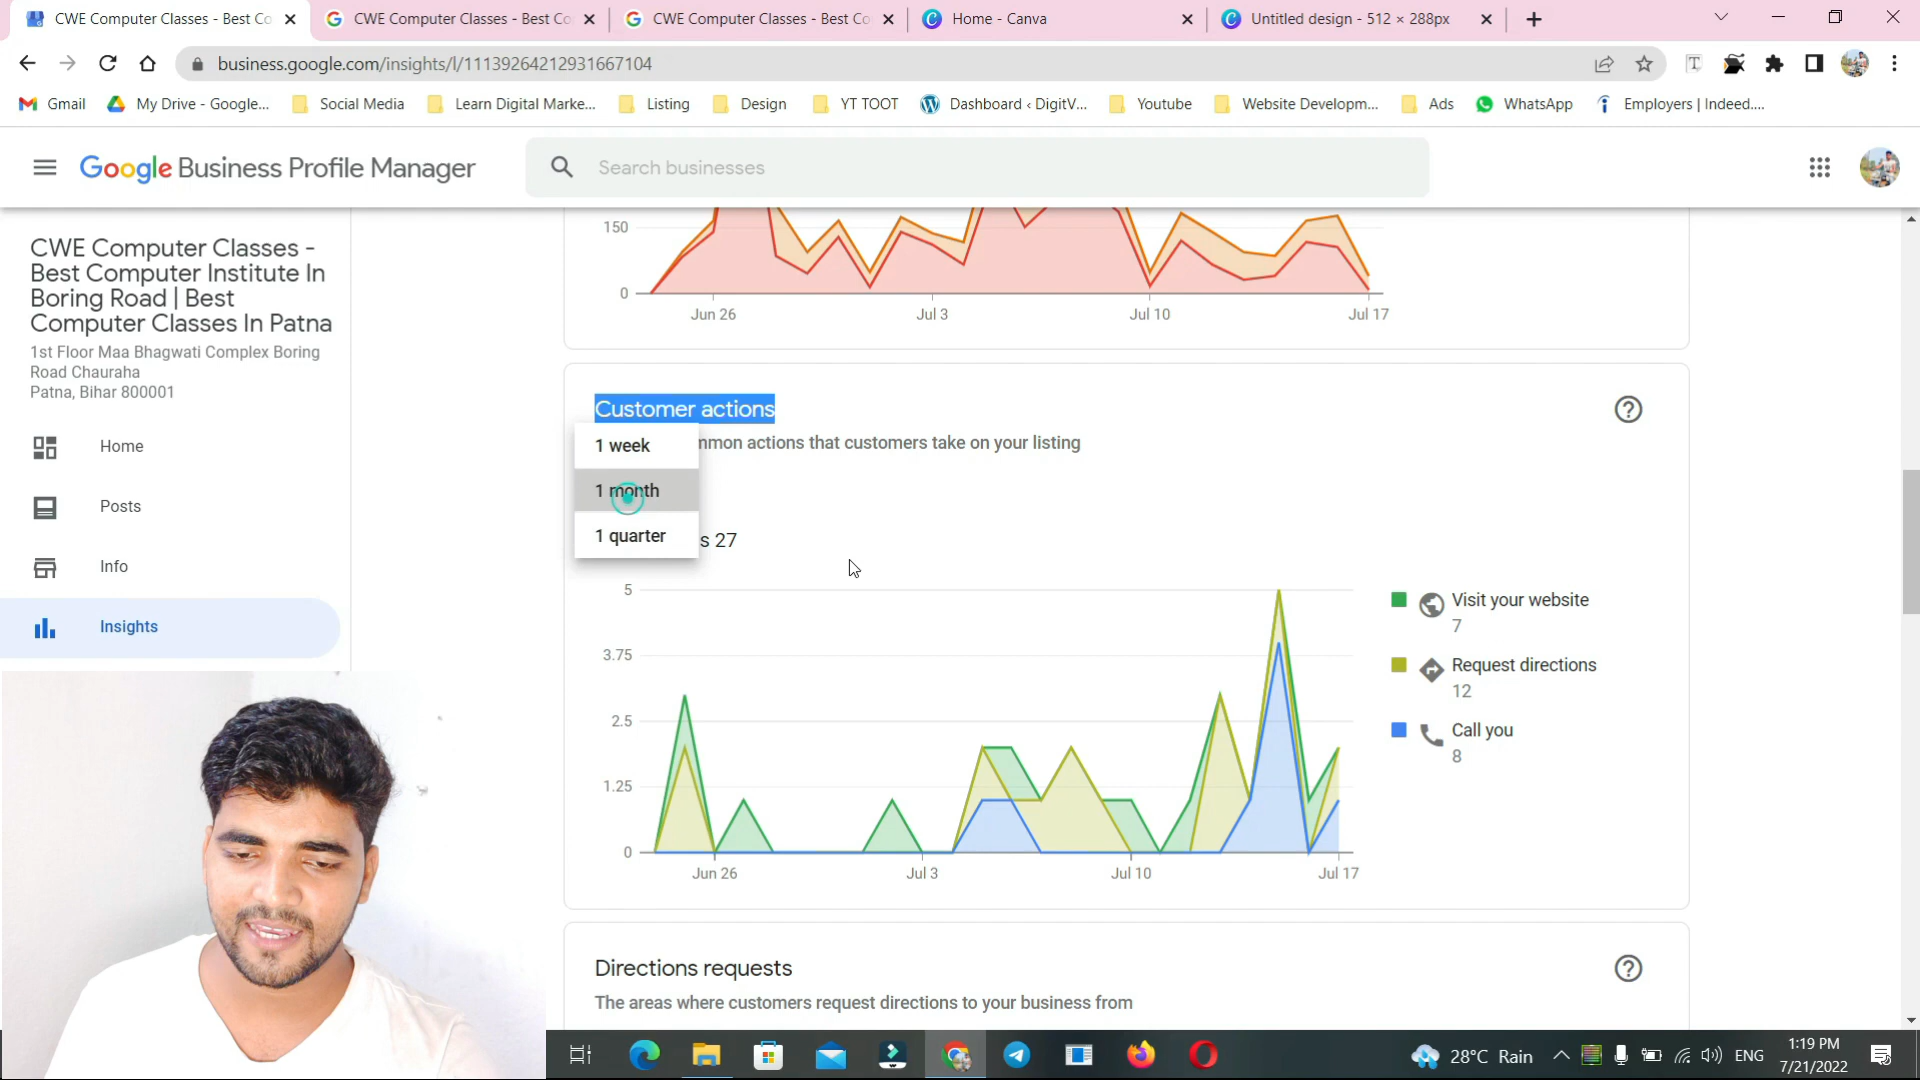 CWE Computer Classes - Best Co
CWE Computer Classes - Best Co
CWE Computer Classes - Best Co
Home - Canva
Untitled design - 512 × 288px
business.google.com/insights/l/11139264212931667104
Gmail
My Drive - Google...
Social Media
Learn Digital Marke...
Listing
Design
YT TOOT
Dashboard ‹ DigitV...
Youtube
Website Developm...
Ads
WhatsApp
Employers | Indeed....
Google Business Profile Manager
Search businesses
CWE Computer Classes -
Best Computer Institute In
Boring Road | Best
Computer Classes In Patna
1st Floor Maa Bhagwati Complex Boring
Road Chauraha
Patna, Bihar 800001
Home
Posts
Info
Insights
150
0
Jun 26
Jul 3
Jul 10
Jul 17
Customer actions
mmon actions that customers take on your listing
1 week
1 month
1 quarter
s 27
5
3.75
2.5
1.25
0
Jun 26
Jul 3
Jul 10
Jul 17
Visit your website
7
Request directions
12
Call you
8
Directions requests
The areas where customers request directions to your business from
28°C Rain
ENG
1:19 PM
7/21/2022